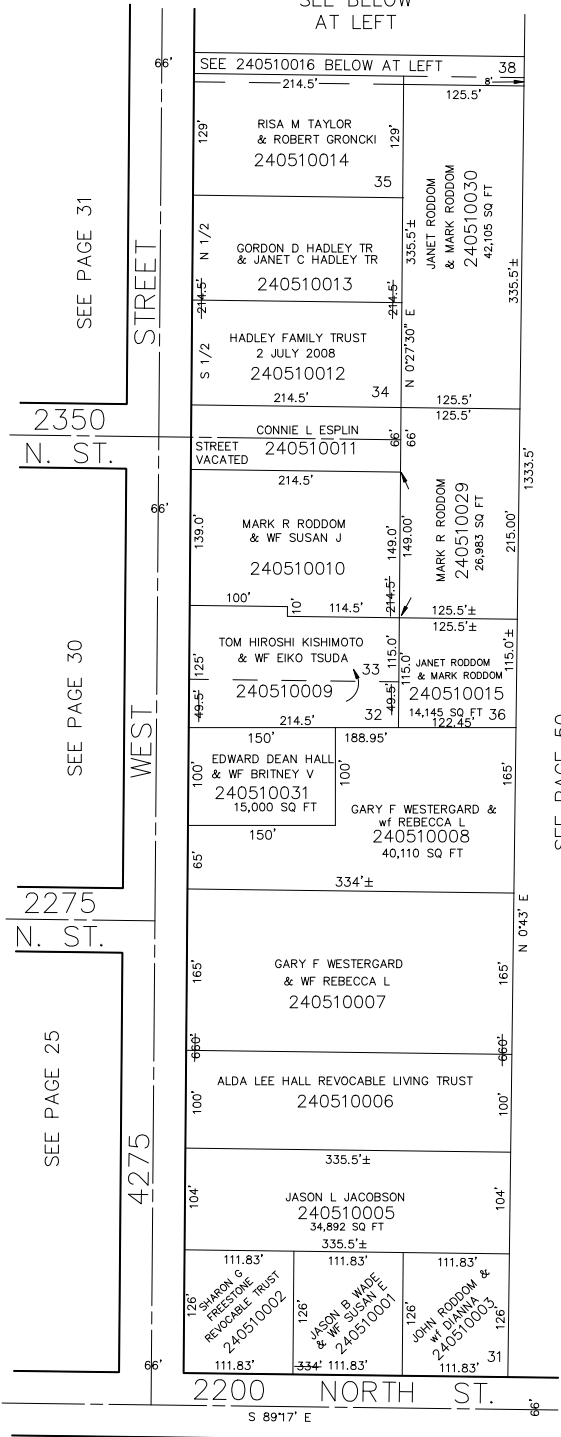 SEE BELOW
AT LEFT
66'
SEE 240510016 BELOW AT LEFT
38
214.5'
8'
125.5'
129'
RISA M TAYLOR
& ROBERT GRONCKI
240510014
129'
35
JANET RODDOM
& MARK RODDOM
240510030
42,105 SQ FT
335.5'±
335.5'±
SEE PAGE 31
STREET
N 1/2
GORDON D HADLEY TR
& JANET C HADLEY TR
240510013
214.5'
214.5'
S 1/2
HADLEY FAMILY TRUST
2 JULY 2008
240510012
34
214.5'
N 0°27'30" E
125.5'
125.5'
2350
N. ST.
CONNIE L ESPLIN
STREET
VACATED
240510011
66'
66'
214.5'
1333.5'
66'
139.0'
MARK R RODDOM
& WF SUSAN J
240510010
149.0'
149.00'
214.5'
MARK R RODDOM
240510029
26,983 SQ FT
215.00'
100'
10'
114.5'
125.5'±
125.5'±
SEE PAGE 30
125'
TOM HIROSHI KISHIMOTO
& WF EIKO TSUDA
33
240510009
115.0'
115.0'
49.5'
49.5'
214.5'
32
JANET RODDOM
& MARK RODDOM
240510015
14,145 SQ FT
36
122.45'
115.0'±
WEST
150'
188.95'
100'
EDWARD DEAN HALL
& WF BRITNEY V
240510031
15,000 SQ FT
100'
150'
65'
GARY F WESTERGARD &
wf REBECCA L
240510008
40,110 SQ FT
165'
334'±
SEE PAGE 50
2275
N. ST.
N 0°43' E
165'
GARY F WESTERGARD
& WF REBECCA L
240510007
165'
660'
660'
SEE PAGE 25
100'
ALDA LEE HALL REVOCABLE LIVING TRUST
240510006
100'
335.5'±
4275
104'
JASON L JACOBSON
240510005
34,892 SQ FT
104'
335.5'±
111.83'
111.83'
111.83'
126'
SHARON G
FREESTONE
REVOCABLE TRUST
240510002
126'
JASON B WADE
& WF SUSAN E
240510001
126'
JOHN RODDOM &
wf DIANNA
240510003
126'
31
66'
111.83'
334'
111.83'
111.83'
2200 NORTH ST.
S 89°17' E
66'